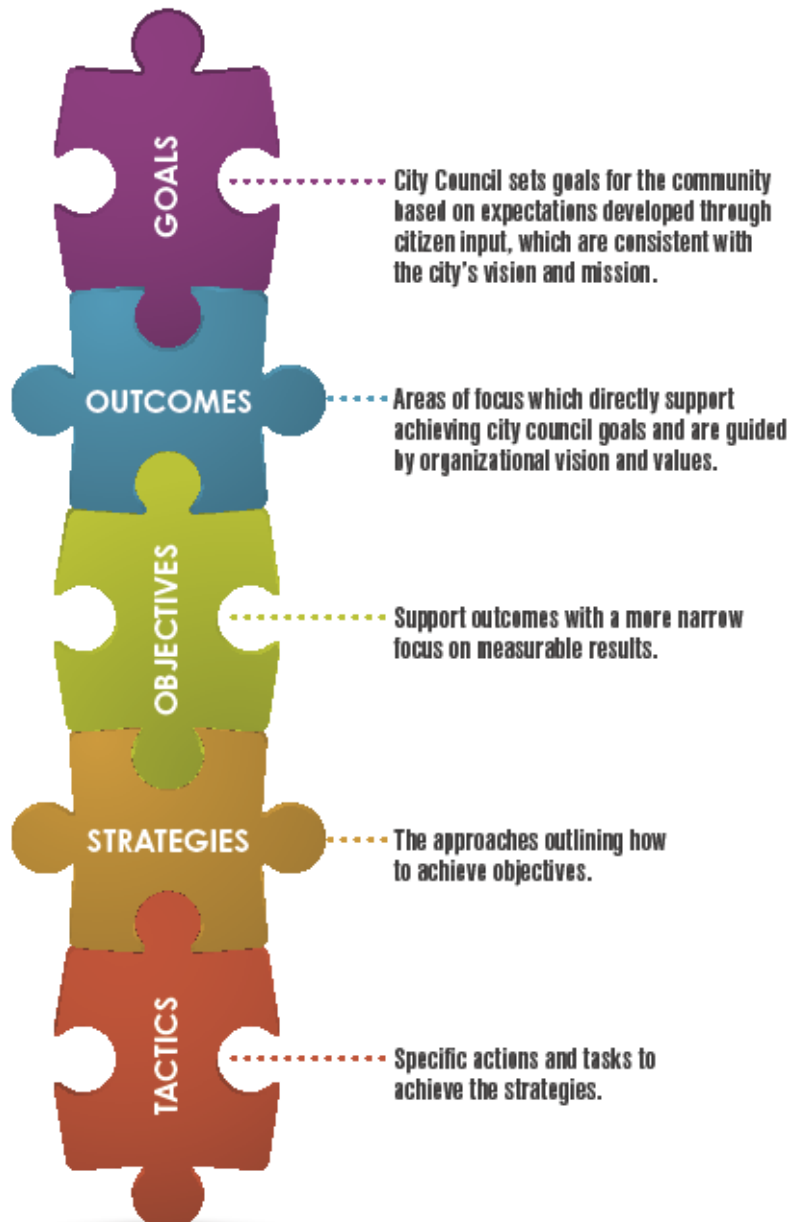 GOALS
City Council sets goals for the community
based on expectations developed through
citizen input, which are consistent with
the city's vision and mission.
OUTCOMES
Areas of focus which directly support
achieving city council goals and are guided
by organizational vision and values.
OBJECTIVES
Support outcomes with a more narrow
focus on measurable results.
STRATEGIES
The approaches outlining how
to achieve objectives.
TACTICS
Specific actions and tasks to
achieve the strategies.